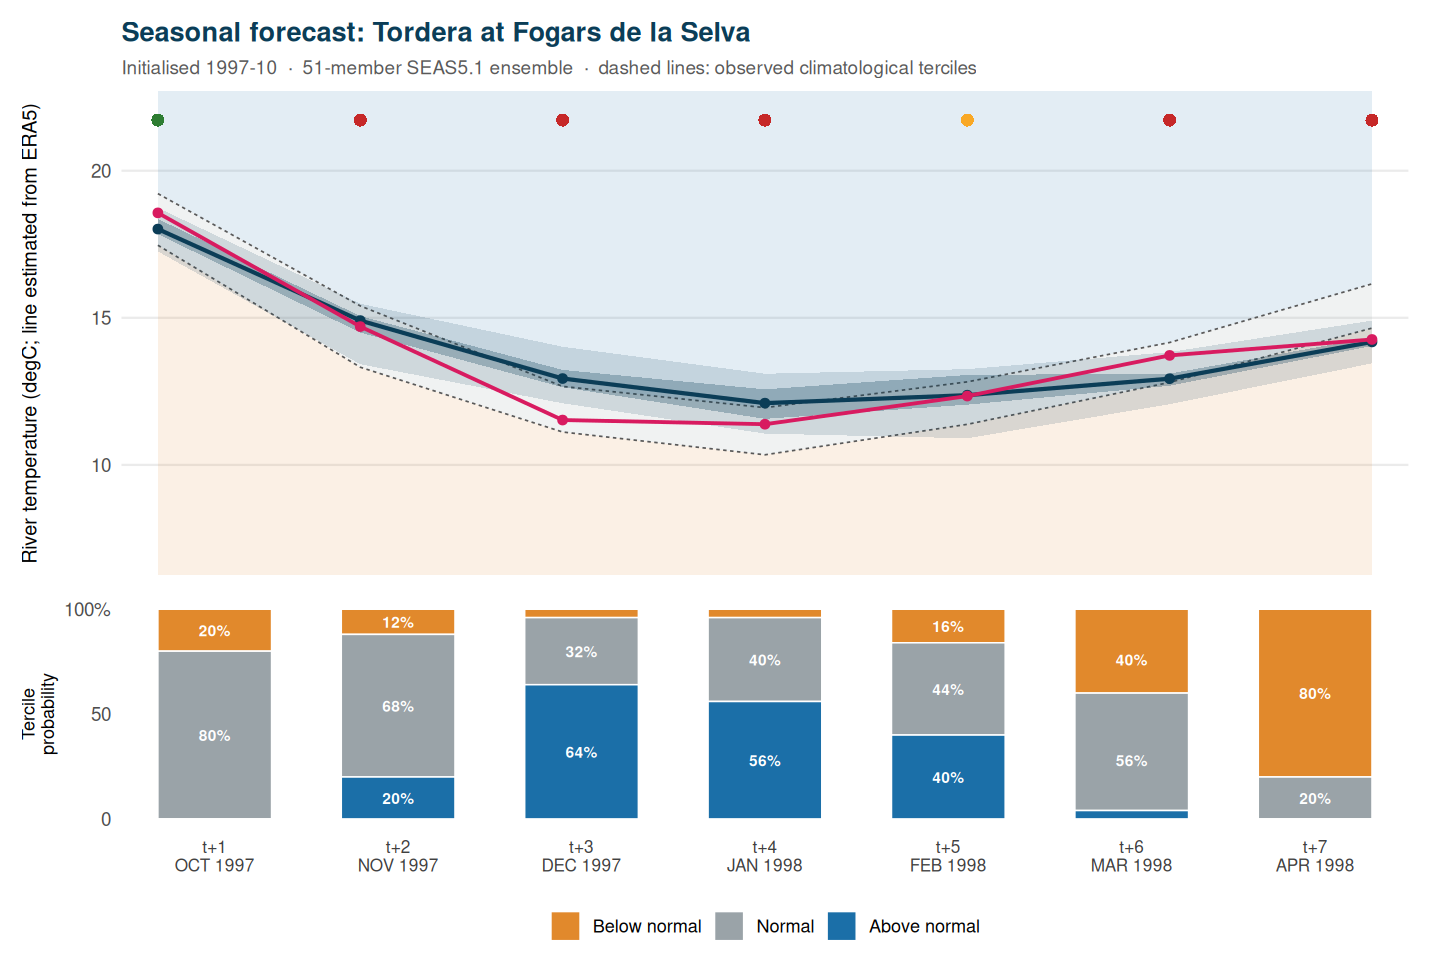 Seasonal forecast: Tordera at Fogars de la Selva
Initialised 1997-10 · 51-member SEAS5.1 ensemble · dashed lines: observed climatological terciles
River temperature (degC; line estimated from ERA5)
20
15
10
Tercile
probability
100%
50
0
20%
80%
12%
68%
20%
32%
64%
40%
56%
16%
44%
40%
40%
56%
80%
20%
t+1
OCT 1997
t+2
NOV 1997
t+3
DEC 1997
t+4
JAN 1998
t+5
FEB 1998
t+6
MAR 1998
t+7
APR 1998
Below normal
Normal
Above normal